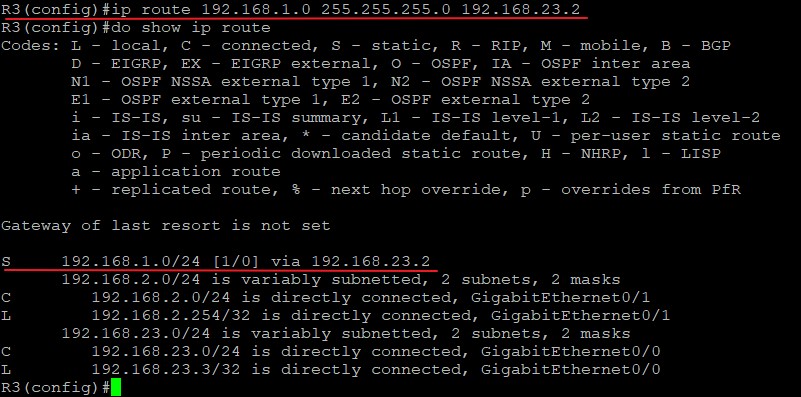 R3(config)#ip route 192.168.1.0 255.255.255.0 192.168.23.2
R3(config)#do show ip route
Codes: L - local, C - connected, S - static, R - RIP, M - mobile, B - BGP
D - EIGRP, EX - EIGRP external, O - OSPF, IA - OSPF inter area
N1 - OSPF NSSA external type 1, N2 - OSPF NSSA external type 2
E1 - OSPF external type 1, E2 - OSPF external type 2
i - IS-IS, su - IS-IS summary, L1 - IS-IS level-1, L2 - IS-IS level-2
ia - IS-IS inter area, * - candidate default, U - per-user static route
o - ODR, P - periodic downloaded static route, H - NHRP, l - LISP
a - application route
+ - replicated route, % - next hop override, p - overrides from PfR
Gateway of last resort is not set
S 192.168.1.0/24 [1/0] via 192.168.23.2
192.168.2.0/24 is variably subnetted, 2 subnets, 2 masks
C 192.168.2.0/24 is directly connected, GigabitEthernet0/1
L 192.168.2.254/32 is directly connected, GigabitEthernet0/1
192.168.23.0/24 is variably subnetted, 2 subnets, 2 masks
C 192.168.23.0/24 is directly connected, GigabitEthernet0/0
L 192.168.23.3/32 is directly connected, GigabitEthernet0/0
R3(config)#